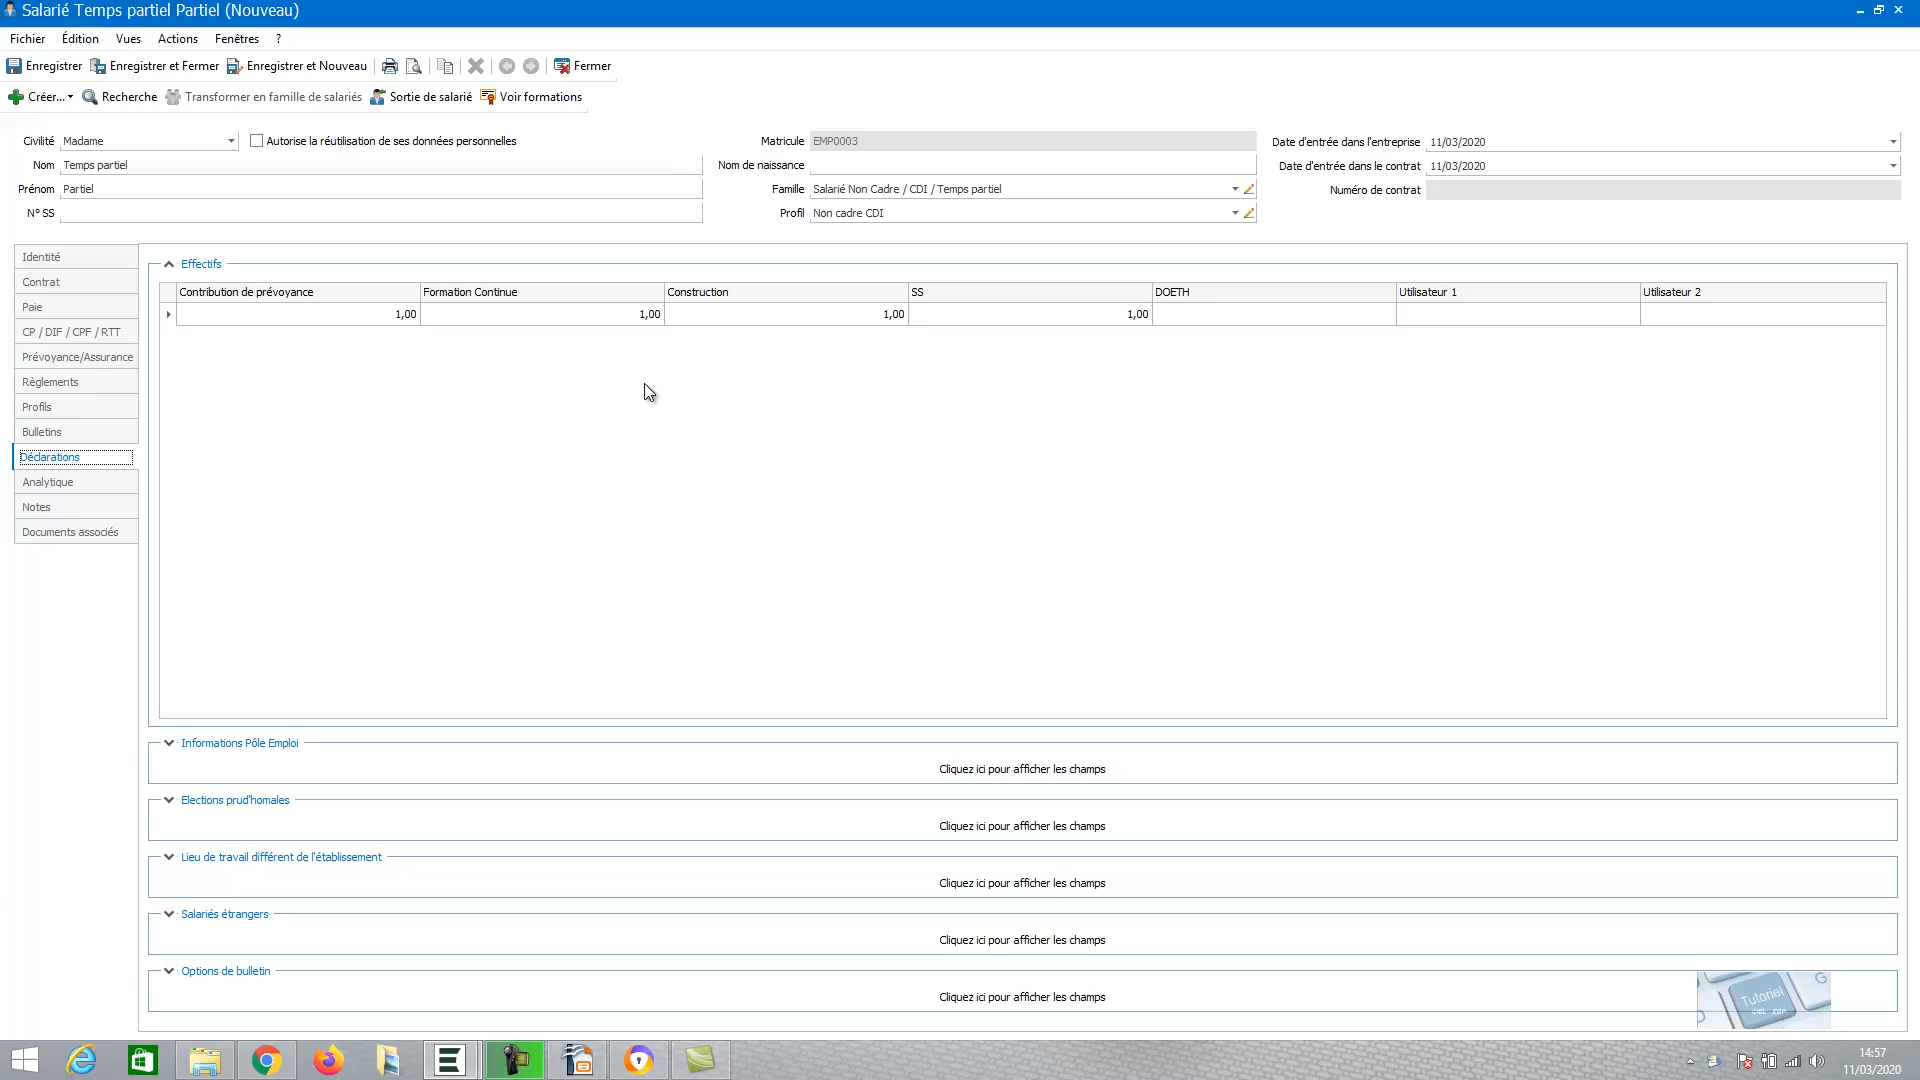 Salarié Temps partiel Partiel (Nouveau)
Fichier Édition Vues Actions Fenêtres ?
Enregistrer Enregistrer et Fermer Enregistrer et Nouveau Fermer
Créer... Recherche Transformer en famille de salariés Sortie de salarié Voir formations
Civilité Madame Autorise la réutilisation de ses données personnelles Matricule EMP0003 Date d'entrée dans l'entreprise 11/03/2020
Nom Temps partiel Nom de naissance Date d'entrée dans le contrat 11/03/2020
Prénom Partiel Famille Salarié Non Cadre / CDI / Temps partiel Numéro de contrat
N° SS Profil Non cadre CDI
Identité
Contrat
Paie
CP / DIF / CPF / RTT
Prévoyance/Assurance
Règlements
Profils
Bulletins
Déclarations
Analytique
Notes
Documents associés
Effectifs
Contribution de prévoyance Formation Continue Construction SS DOETH Utilisateur 1 Utilisateur 2
1,00 1,00 1,00 1,00
Informations Pôle Emploi
Cliquez ici pour afficher les champs
Elections prud'homales
Cliquez ici pour afficher les champs
Lieu de travail différent de l'établissement
Cliquez ici pour afficher les champs
Salariés étrangers
Cliquez ici pour afficher les champs
Options de bulletin
Cliquez ici pour afficher les champs
G
Tutoriel
CIEL EBP
14:57
11/03/2020